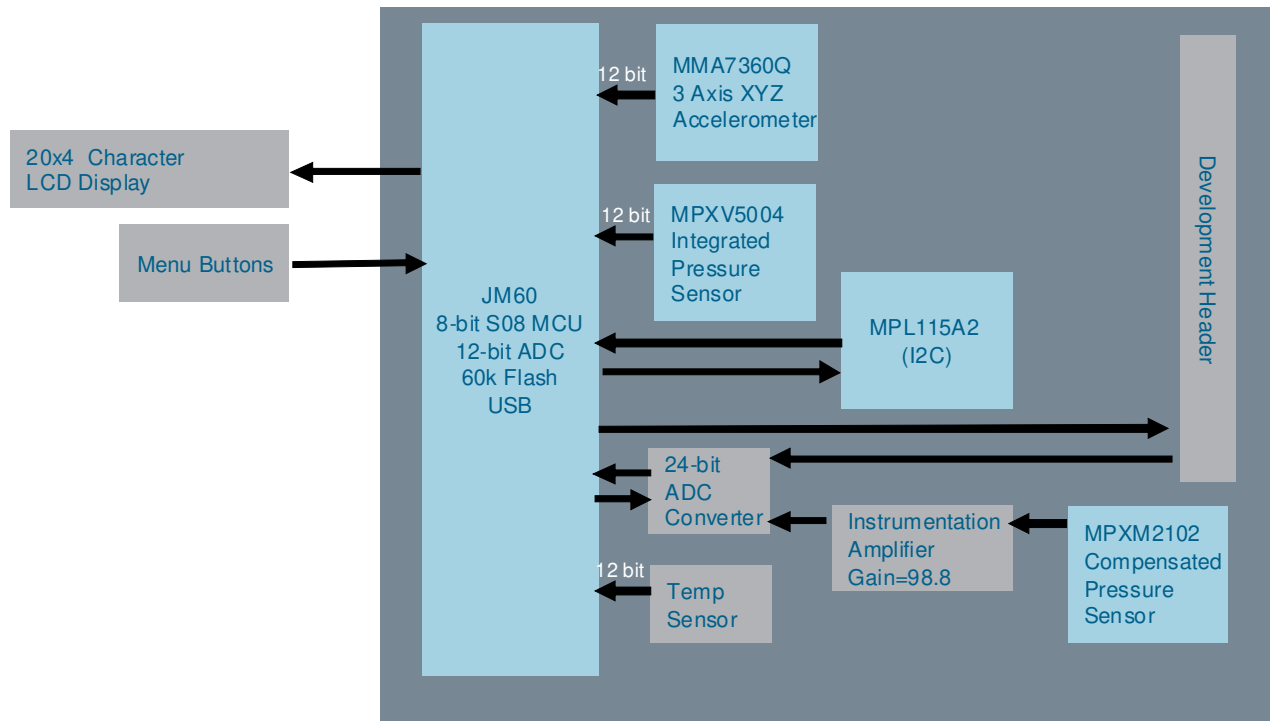 12 bit
MMA7360Q
3 Axis XYZ
Accelerometer
20x4 Character
LCD Display
Menu Buttons
12 bit
MPXV5004
Integrated
Pressure
Sensor
JM60
8-bit S08 MCU
12-bit ADC
60k Flash
USB
MPL115A2
(I2C)
Development Header
24-bit
ADC
Converter
Instrumentation
Amplifier
Gain=98.8
MPXM2102
Compensated
Pressure
Sensor
12 bit
Temp
Sensor